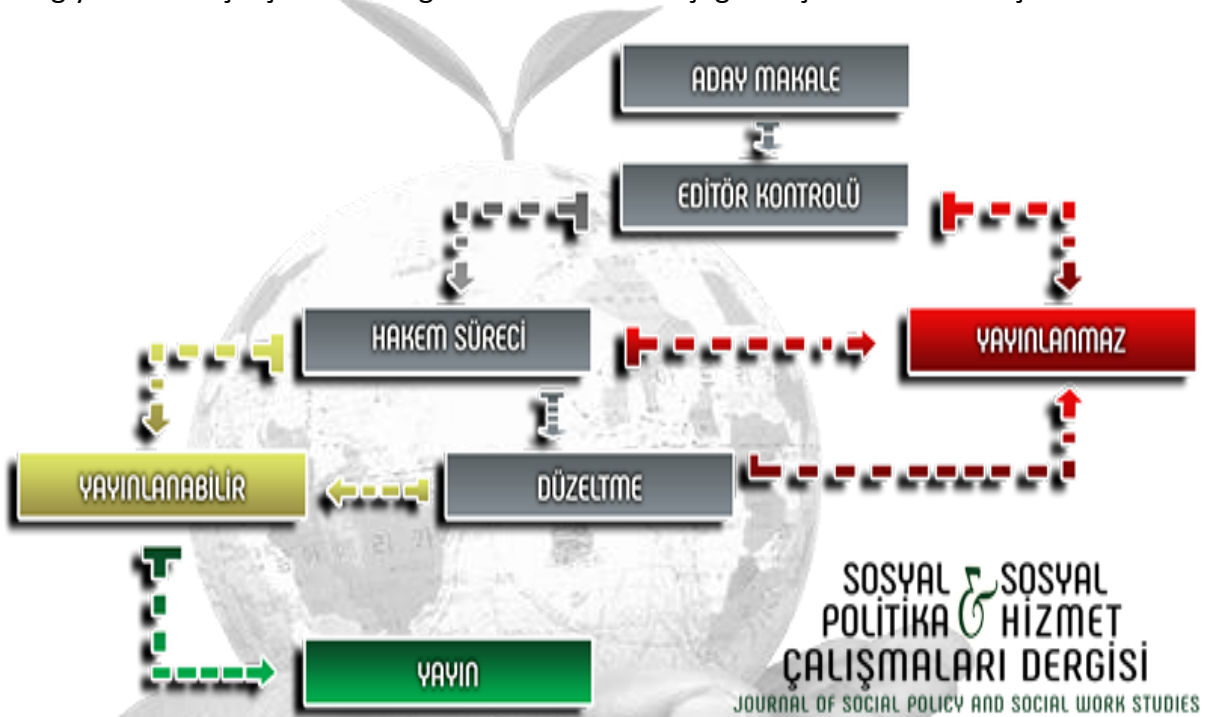 ADAY MAKALE
EDİTÖR KONTROLÜ
HAKEM SÜRECİ
YAYINLANMAZ
YAYINLANABİLİR
DÜZELTME
YAYIN
SOSYAL & SOSYAL
POLİTİKA HİZMET
ÇALIŞMALARI DERGİSİ
JOURNAL OF SOCIAL POLICY AND SOCIAL WORK STUDIES